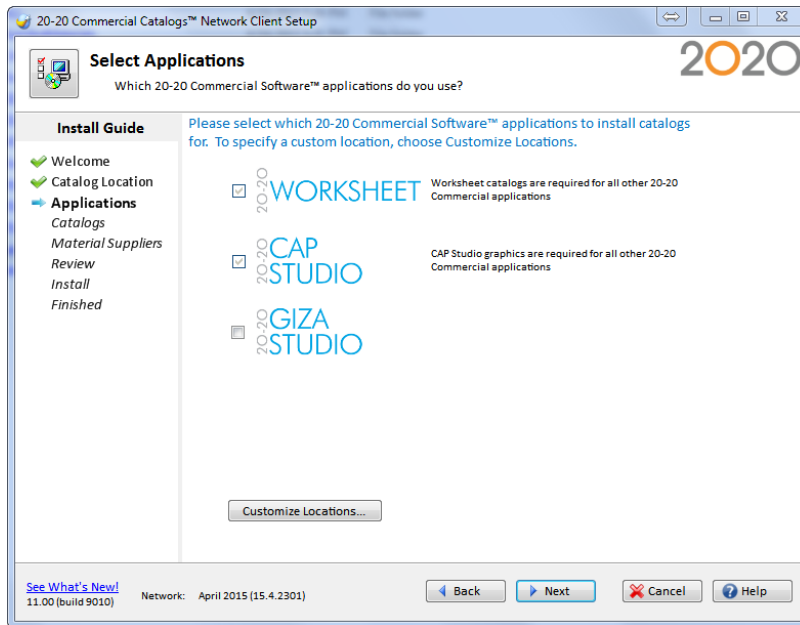 20-20 Commercial Catalogs™ Network Client Setup
Select Applications
Which 20-20 Commercial Software™ applications do you use?
2020
Install Guide
Welcome
Catalog Location
Applications
Catalogs
Material Suppliers
Review
Install
Finished
Please select which 20-20 Commercial Software™ applications to install catalogs
for. To specify a custom location, choose Customize Locations.
20-20 WORKSHEET
Worksheet catalogs are required for all other 20-20
Commercial applications
20-20 CAP
STUDIO
CAP Studio graphics are required for all other 20-20
Commercial applications
20-20 GIZA
STUDIO
Customize Locations...
See What's New!
11.00 (build 9010)
Network: April 2015 (15.4.2301)
Back
Next
Cancel
Help